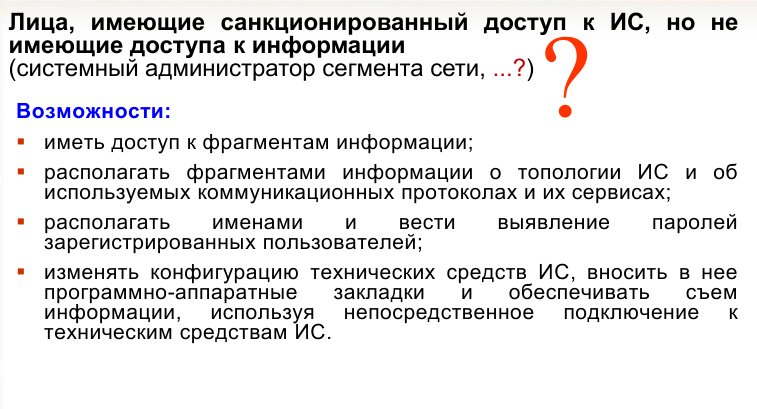 Лица, имеющие санкционированный доступ к ИС, но не
имеющие доступа к информации
(системный администратор сегмента сети, ...?)
?
Возможности:
▪ иметь доступ к фрагментам информации;
▪ располагать фрагментами информации о топологии ИС и об
используемых коммуникационных протоколах и их сервисах;
▪ располагать именами и вести выявление паролей
зарегистрированных пользователей;
▪ изменять конфигурацию технических средств ИС, вносить в нее
программно-аппаратные закладки и обеспечивать съем
информации, используя непосредственное подключение к
техническим средствам ИС.